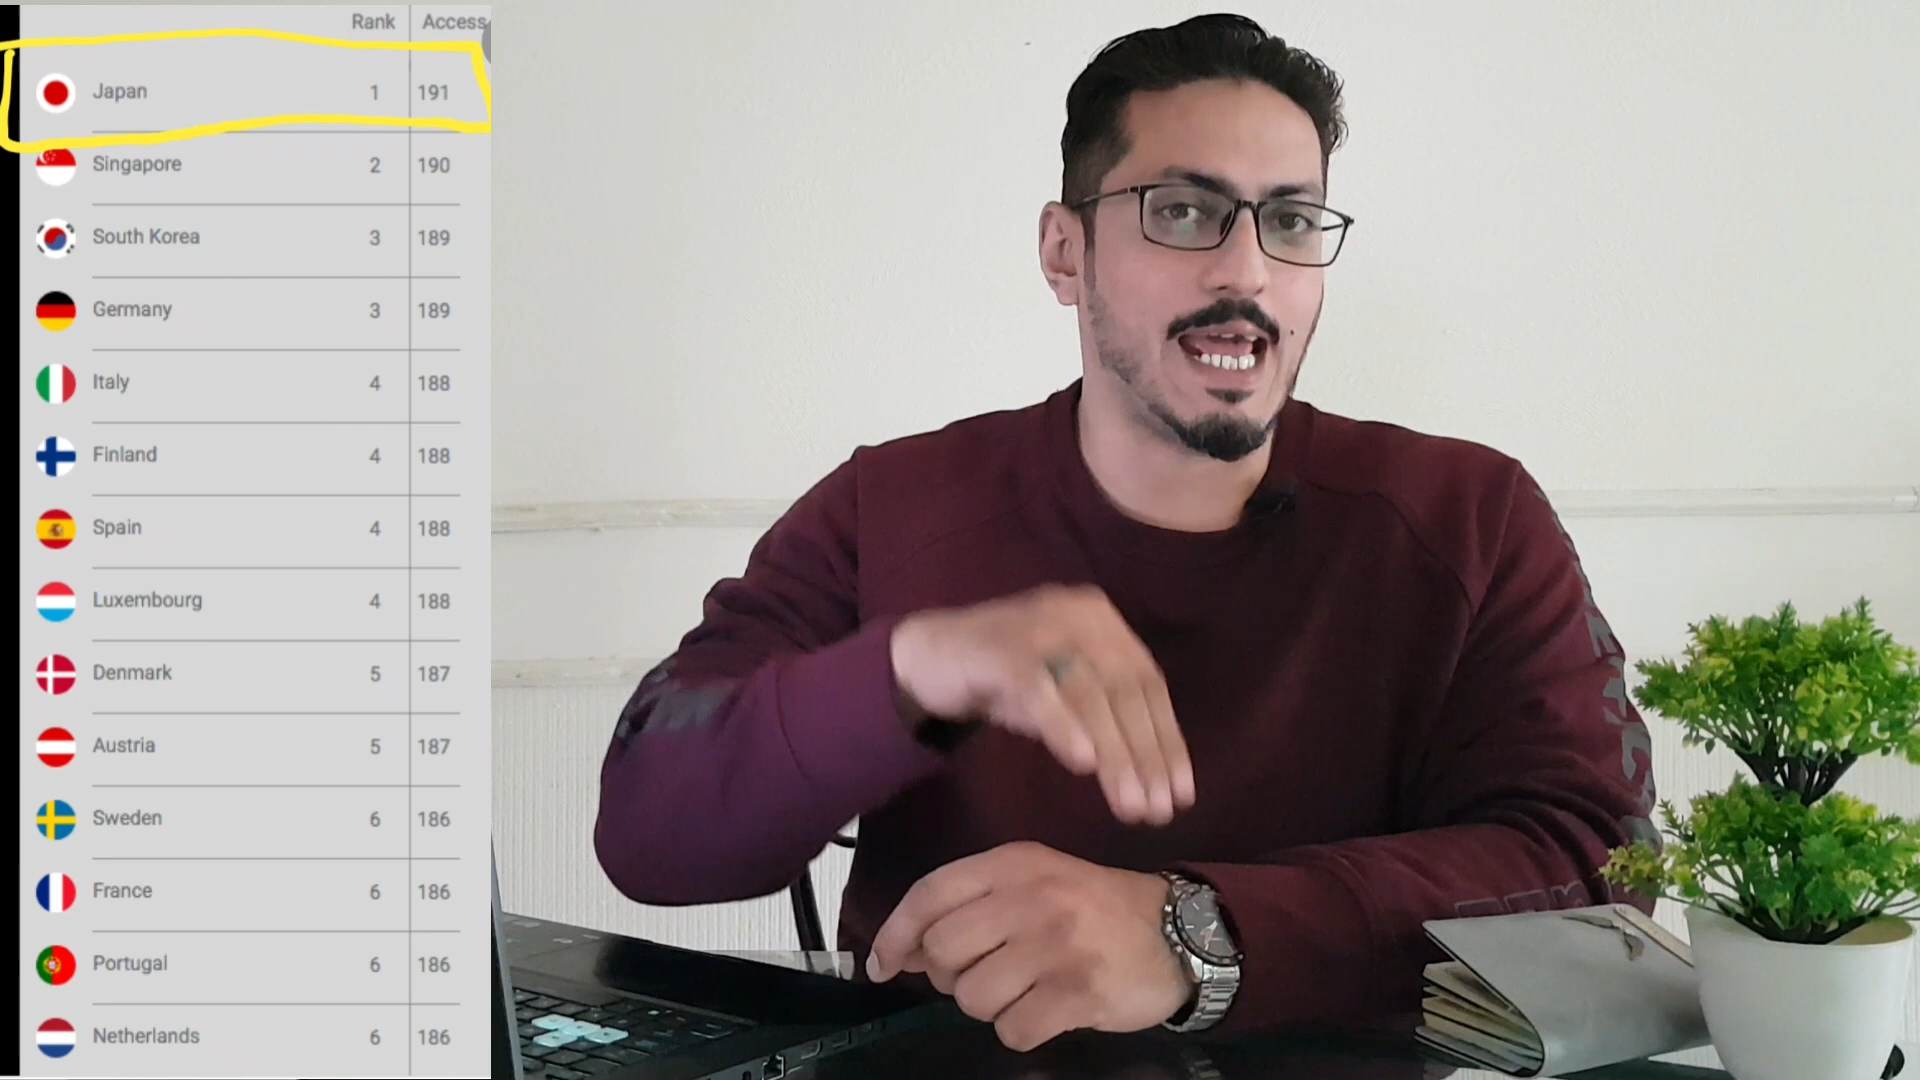 Rank Access
Japan 1 191
Singapore 2 190
South Korea 3 189
Germany 3 189
Italy 4 188
Finland 4 188
Spain 4 188
Luxembourg 4 188
Denmark 5 187
Austria 5 187
Sweden 6 186
France 6 186
Portugal 6 186
Netherlands 6 186